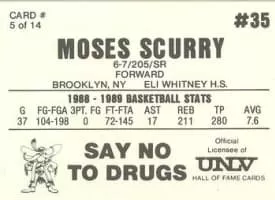 CARD #
5 of 14
#35
MOSES SCURRY
6-7/205/SR
FORWARD
BROOKLYN, NY ELI WHITNEY H.S.
1988 - 1989 BASKETBALL STATS
G FG-FGA 3PT. FG FT-FTA AST REB TP AVG
37 104-198 0 72-145 17 211 280 7.6
SAY NO
TO DRUGS
Official
Licensee of
UNLV
HALL OF FAME CARDS